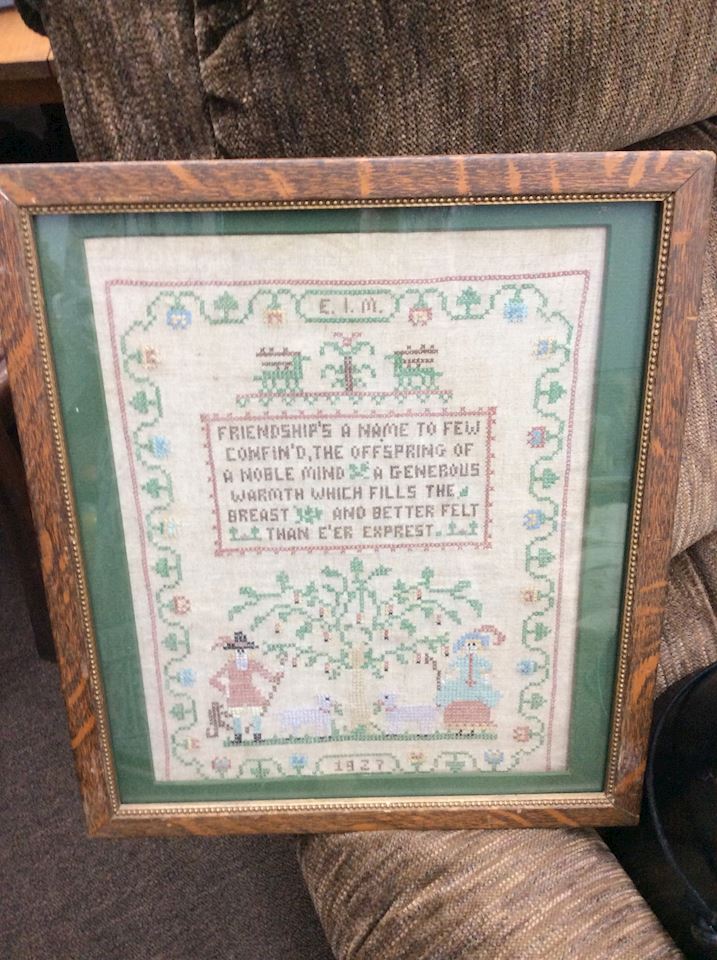 E. I. M.
FRIENDSHIP'S A NAME TO FEW
CONFIN'D, THE OFFSPRING OF
A NOBLE MIND A GENEROUS
WARMTH WHICH FILLS THE
BREAST AND BETTER FELT
THAN E'ER EXPREST.
1927